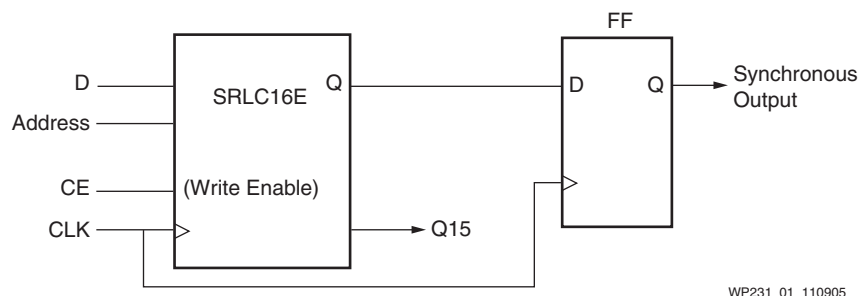 FF
D
SRLC16E
Q
D
Q
Synchronous
Output
Address
CE
(Write Enable)
CLK
Q15
WP231_01_110905